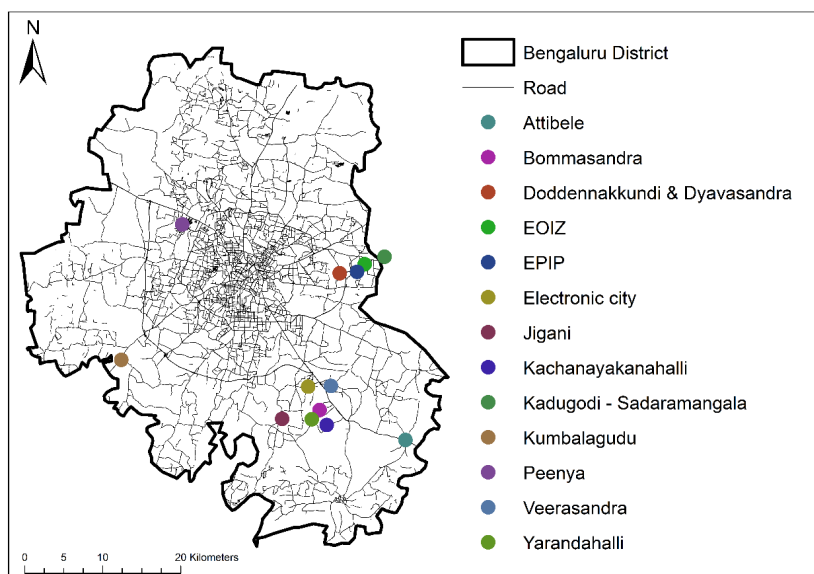 N
Bengaluru District
Road
Attibele
Bommasandra
Doddennakkundi & Dyavasandra
EOIZ
EPIP
Electronic city
Jigani
Kachanayakanahalli
Kadugodi - Sadaramangala
Kumbalagudu
Peenya
Veerasandra
Yarandahalli
0 5 10 20 Kilometers